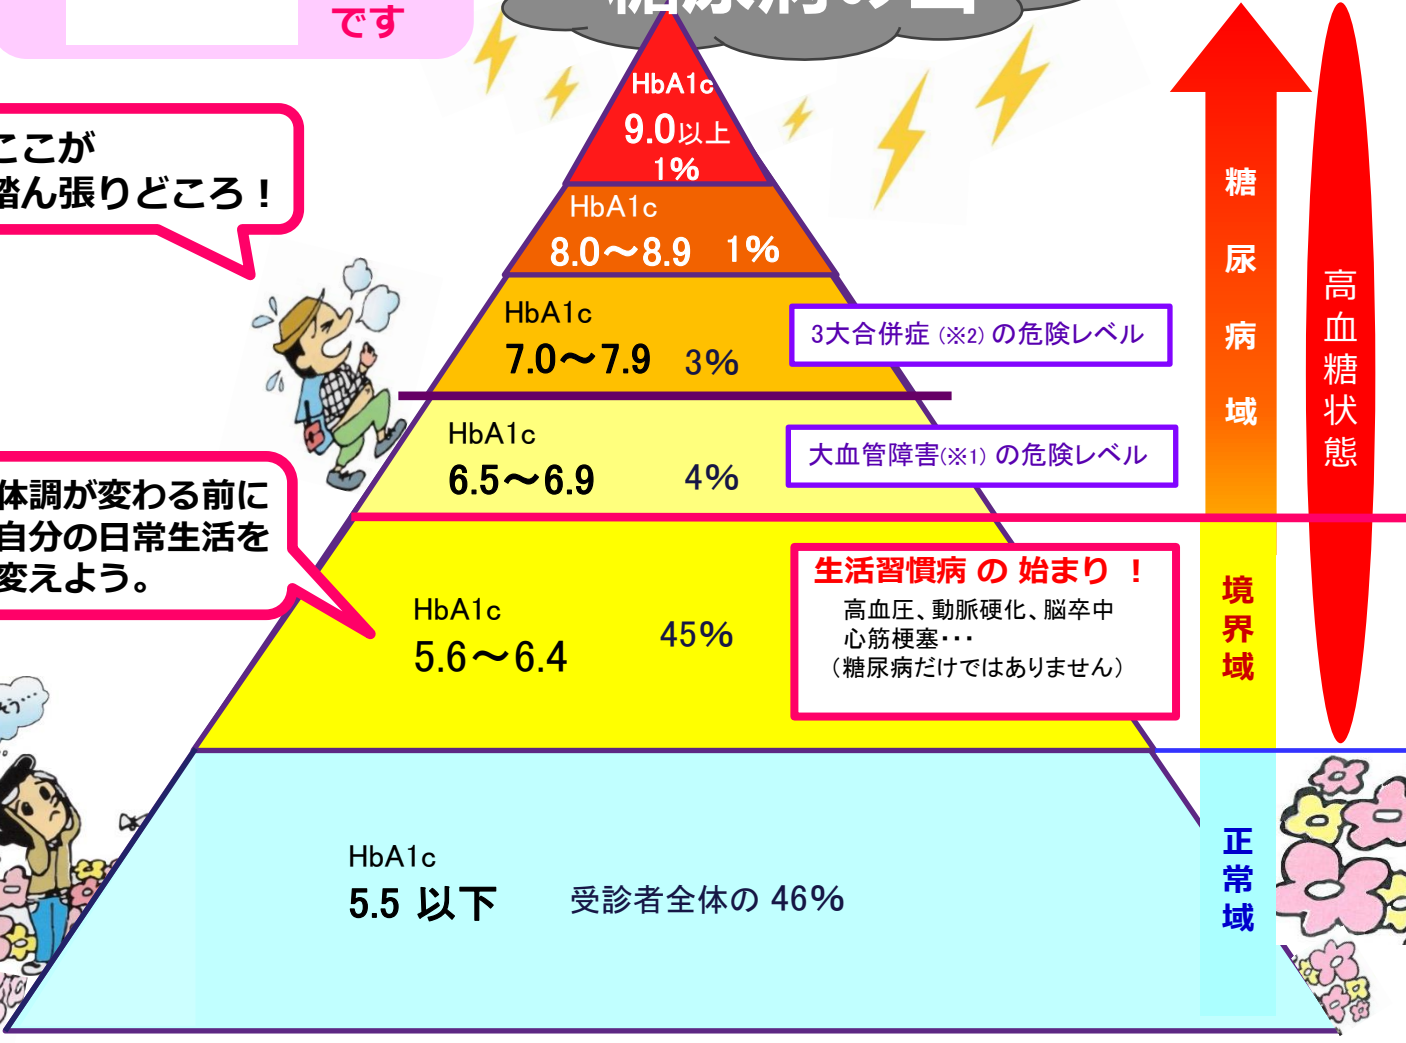 です
糖尿病の山
HbA1c
9.0以上
1%
HbA1c
8.0～8.9 1%
HbA1c
7.0～7.9 3%
HbA1c
6.5～6.9 4%
HbA1c
5.6～6.4 45%
HbA1c
5.5 以下 受診者全体の 46%
ここが
踏ん張りどころ！
体調が変わる前に
自分の日常生活を
変えよう。
3大合併症 (※2) の危険レベル
大血管障害(※1) の危険レベル
生活習慣病 の 始まり ！
高血圧、動脈硬化、脳卒中
心筋梗塞･･･
（糖尿病だけではありません）
糖尿病域
境界域
正常域
高血糖状態